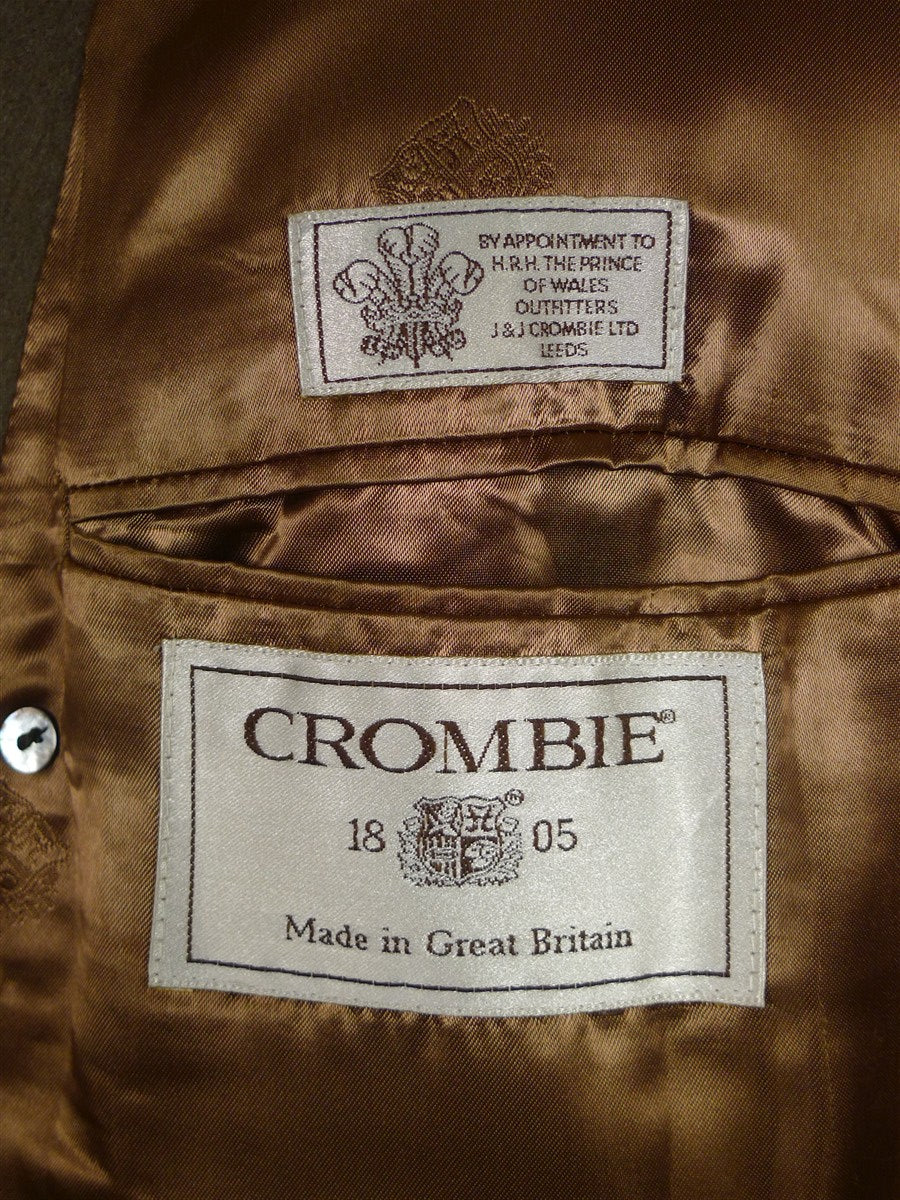 BY APPOINTMENT TO
H.R.H. THE PRINCE
OF WALES
OUTFITTERS
J & J CROMBIE LTD
LEEDS
CROMBIE®
18 05
Made in Great Britain